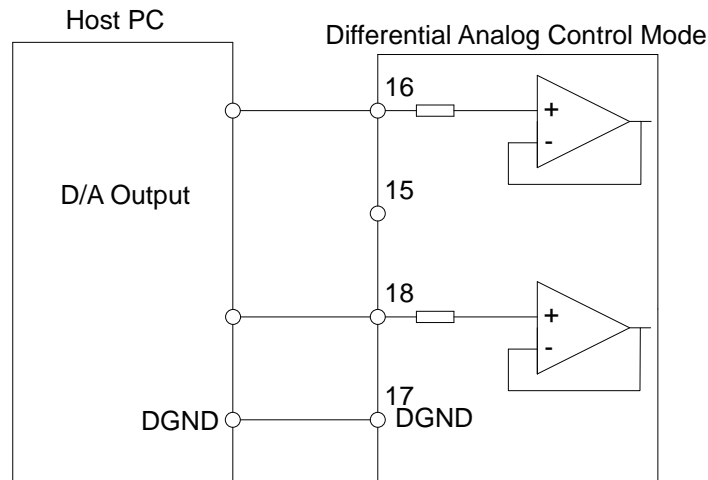 Host PC
Differential Analog Control Mode
16
+
-
D/A Output
15
18
+
-
17
DGND
DGND